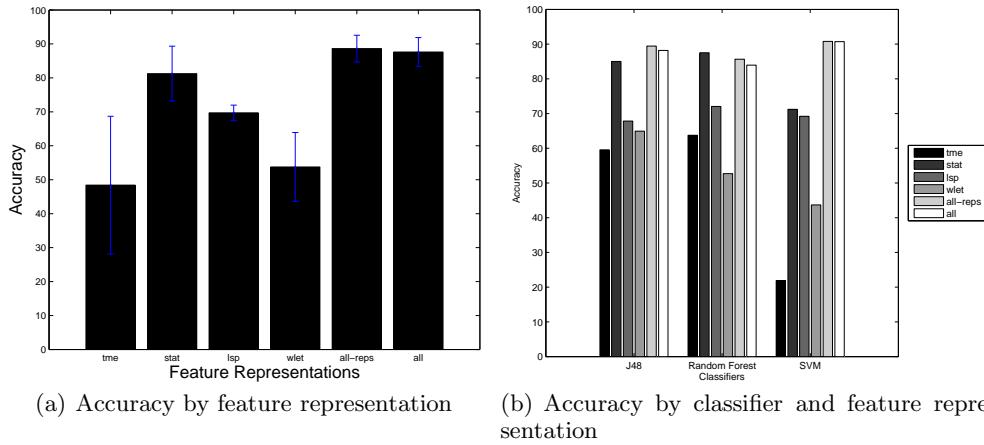 100
90
80
70
60
50
40
30
20
10
0
Accuracy
tme stat lsp wlet all−reps all
Feature Representations
(a) Accuracy by feature representation
100
90
80
70
60
50
40
30
20
10
0
Accuracy
J48 Random Forest SVM
Classifiers
tme
stat
lsp
wlet
all−reps
all
(b) Accuracy by classifier and feature repre
sentation